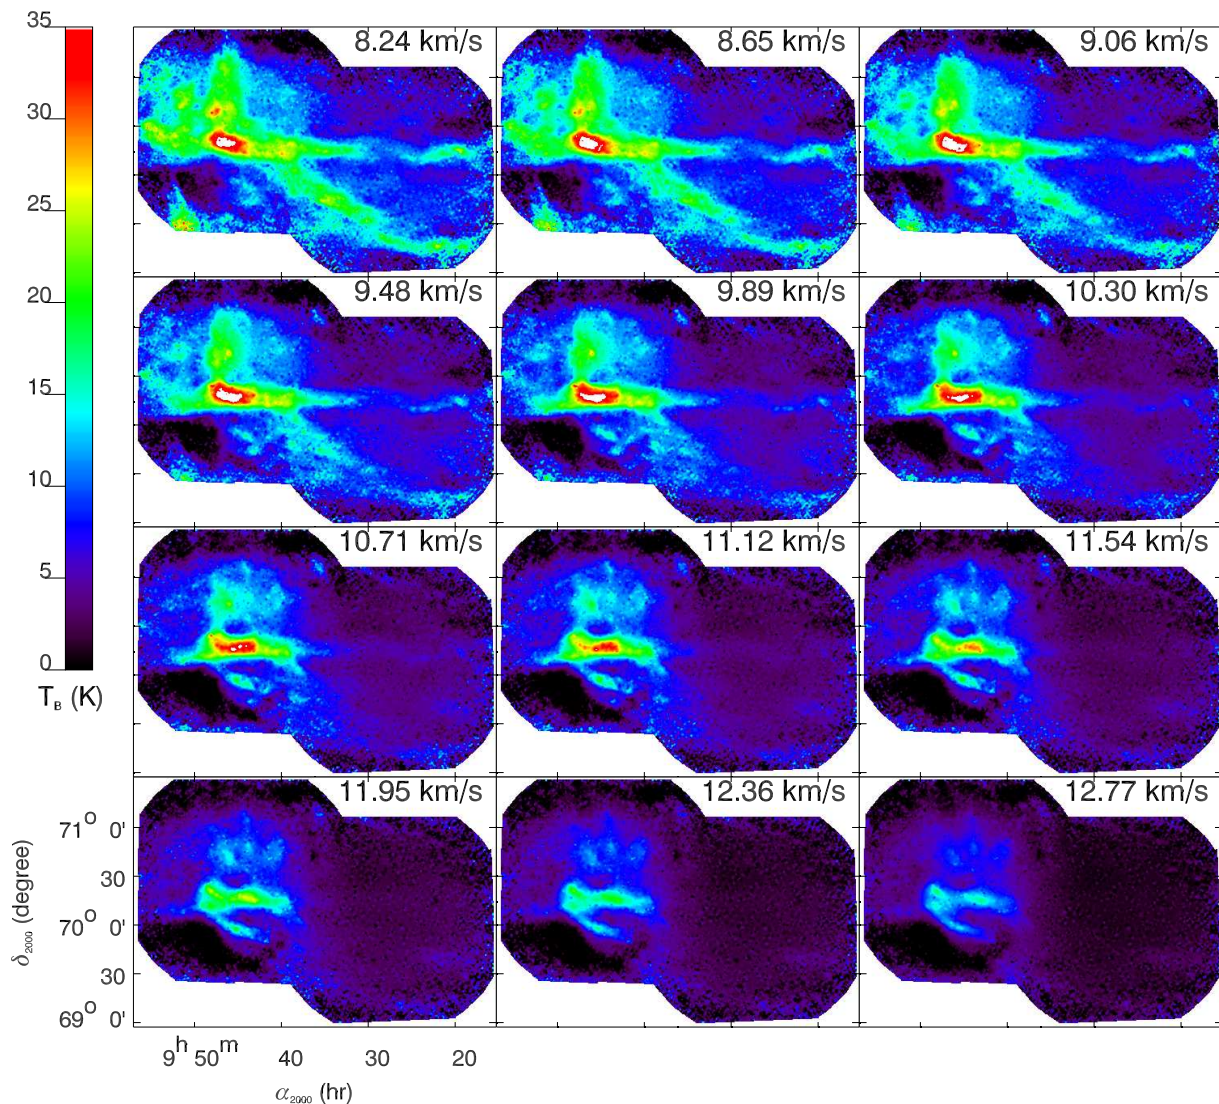 35
30
25
20
15
10
5
0
T_B (K)
8.24 km/s
8.65 km/s
9.06 km/s
9.48 km/s
9.89 km/s
10.30 km/s
10.71 km/s
11.12 km/s
11.54 km/s
11.95 km/s
12.36 km/s
12.77 km/s
71° 0'
30
70° 0'
30
69° 0'
δ2000 (degree)
9h 50m 40 30 20
α2000 (hr)